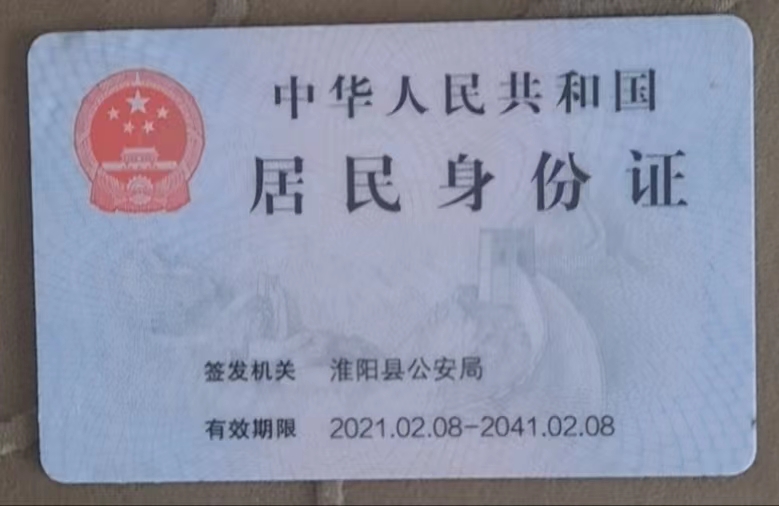 中华人民共和国
居民身份证
签发机关 淮阳县公安局
有效期限 2021.02.08-2041.02.08